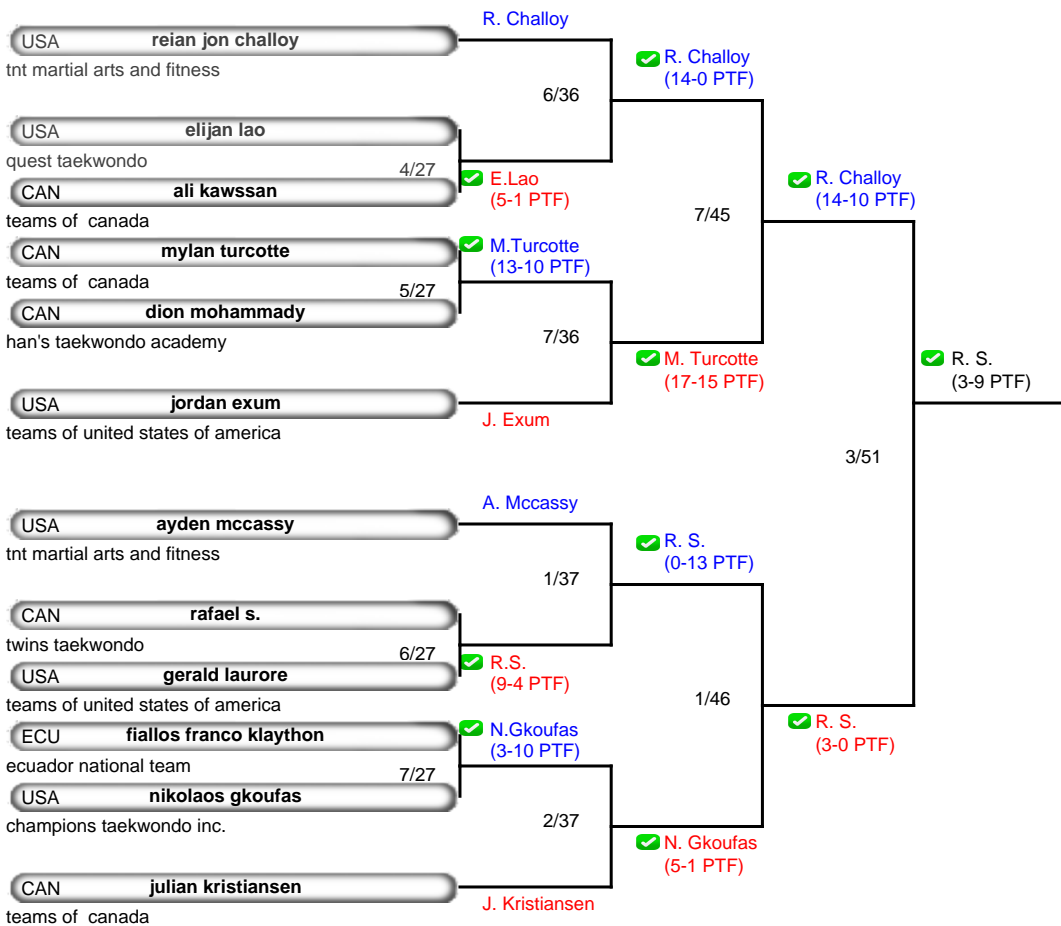 R. Challoy
USA reian jon challoy
tnt martial arts and fitness
R. Challoy
(14-0 PTF)
6/36
USA elijan lao
quest taekwondo
4/27
CAN ali kawssan
teams of  canada
E.Lao
(5-1 PTF)
R. Challoy
(14-10 PTF)
7/45
CAN mylan turcotte
teams of  canada
M.Turcotte
(13-10 PTF)
5/27
CAN dion mohammady
han's taekwondo academy
7/36
M. Turcotte
(17-15 PTF)
R. S.
(3-9 PTF)
USA jordan exum
teams of united states of america
J. Exum
3/51
A. Mccassy
USA ayden mccassy
tnt martial arts and fitness
R. S.
(0-13 PTF)
1/37
CAN rafael s.
twins taekwondo
6/27
USA gerald laurore
teams of united states of america
R.S.
(9-4 PTF)
1/46
R. S.
(3-0 PTF)
ECU fiallos franco klaython
ecuador national team
N.Gkoufas
(3-10 PTF)
7/27
USA nikolaos gkoufas
champions taekwondo inc.
2/37
N. Gkoufas
(5-1 PTF)
CAN julian kristiansen
teams of  canada
J. Kristiansen